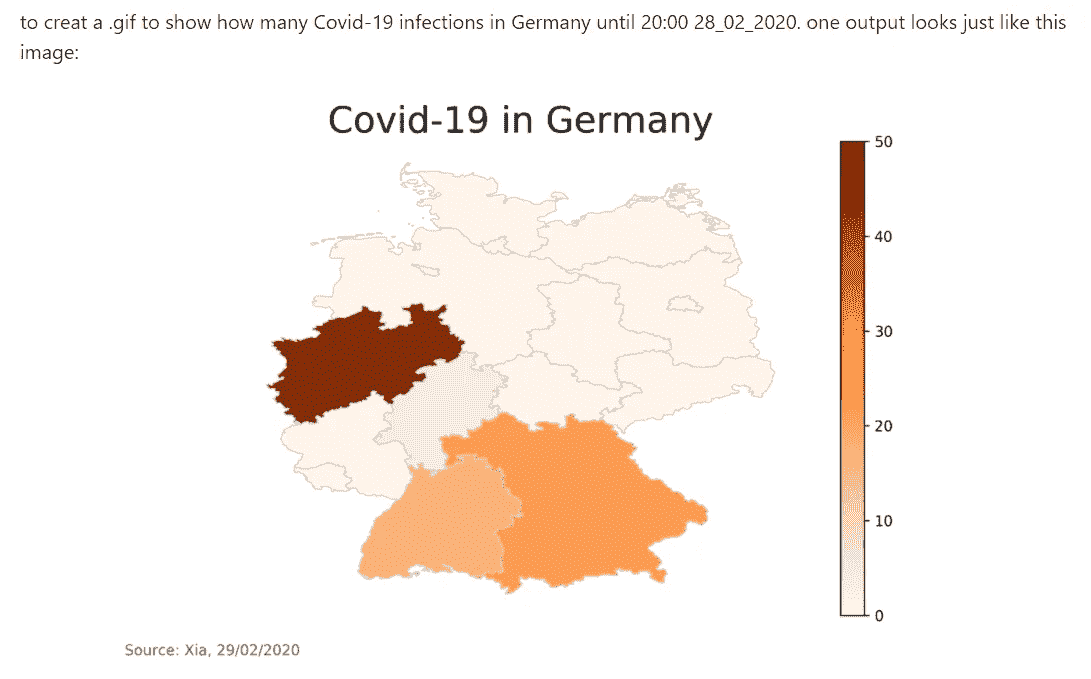 to creat a .gif to show how many Covid-19 infections in Germany until 20:00 28_02_2020. one output looks just like this
image:
Covid-19 in Germany
50
40
30
20
10
0
Source: Xia, 29/02/2020